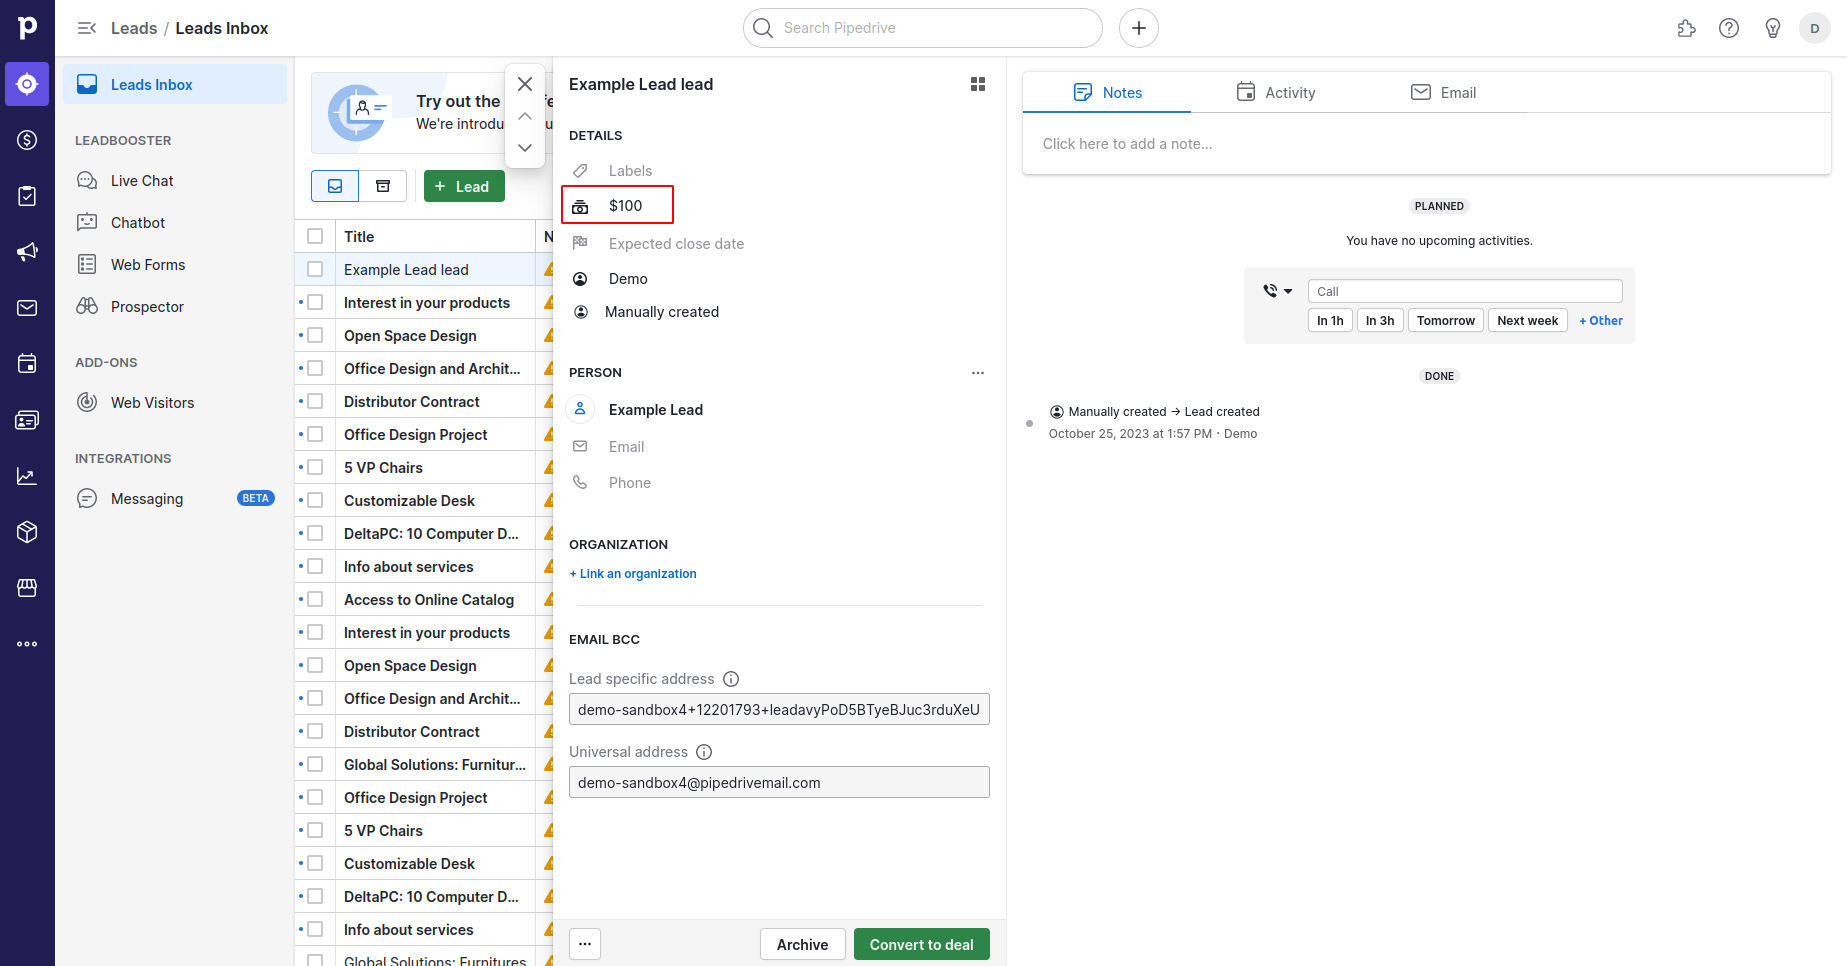 p
Leads / Leads Inbox
Search Pipedrive
D
Leads Inbox
LEADBOOSTER
Live Chat
Chatbot
Web Forms
Prospector
ADD-ONS
Web Visitors
INTEGRATIONS
Messaging
BETA
Try out the
We're introdu
+ Lead
Title
N
Example Lead lead
Interest in your products
Open Space Design
Office Design and Archit...
Distributor Contract
Office Design Project
5 VP Chairs
Customizable Desk
DeltaPC: 10 Computer D...
Info about services
Access to Online Catalog
Interest in your products
Open Space Design
Office Design and Archit...
Distributor Contract
Global Solutions: Furnitur...
Office Design Project
5 VP Chairs
Customizable Desk
DeltaPC: 10 Computer D...
Info about services
Global Solutions: Furnitures
Example Lead lead
DETAILS
Labels
$100
Expected close date
Demo
Manually created
PERSON
...
Example Lead
Email
Phone
ORGANIZATION
+ Link an organization
EMAIL BCC
Lead specific address
demo-sandbox4+12201793+leadavyPoD5BTyeBJuc3rduXeU
Universal address
demo-sandbox4@pipedrivemail.com
...
Archive
Convert to deal
Notes
Activity
Email
Click here to add a note...
PLANNED
You have no upcoming activities.
Call
In 1h
In 3h
Tomorrow
Next week
+ Other
DONE
Manually created → Lead created
October 25, 2023 at 1:57 PM · Demo